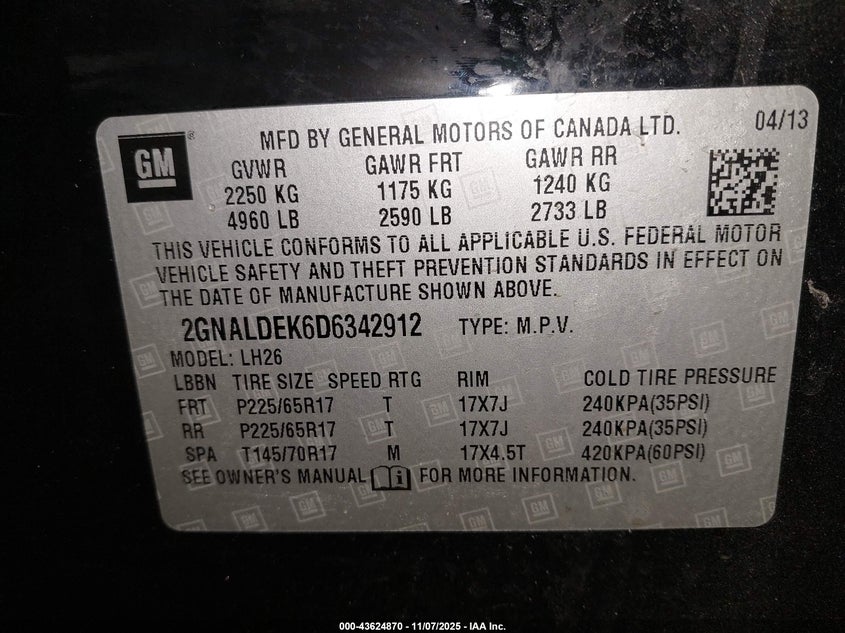 GM®
MFD BY GENERAL MOTORS OF CANADA LTD. 04/13
GVWR GAWR FRT GAWR RR
2250 KG 1175 KG 1240 KG
4960 LB 2590 LB 2733 LB
THIS VEHICLE CONFORMS TO ALL APPLICABLE U.S. FEDERAL MOTOR
VEHICLE SAFETY AND THEFT PREVENTION STANDARDS IN EFFECT ON
THE DATE OF MANUFACTURE SHOWN ABOVE.
2GNALDEK6D6342912 TYPE: M.P.V.
MODEL: LH26
LBBN TIRE SIZE SPEED RTG RIM COLD TIRE PRESSURE
FRT P225/65R17 T 17X7J 240KPA(35PSI)
RR P225/65R17 T 17X7J 240KPA(35PSI)
SPA T145/70R17 M 17X4.5T 420KPA(60PSI)
SEE OWNER'S MANUAL i FOR MORE INFORMATION.
000-43624870 - 11/07/2025 - IAA Inc.